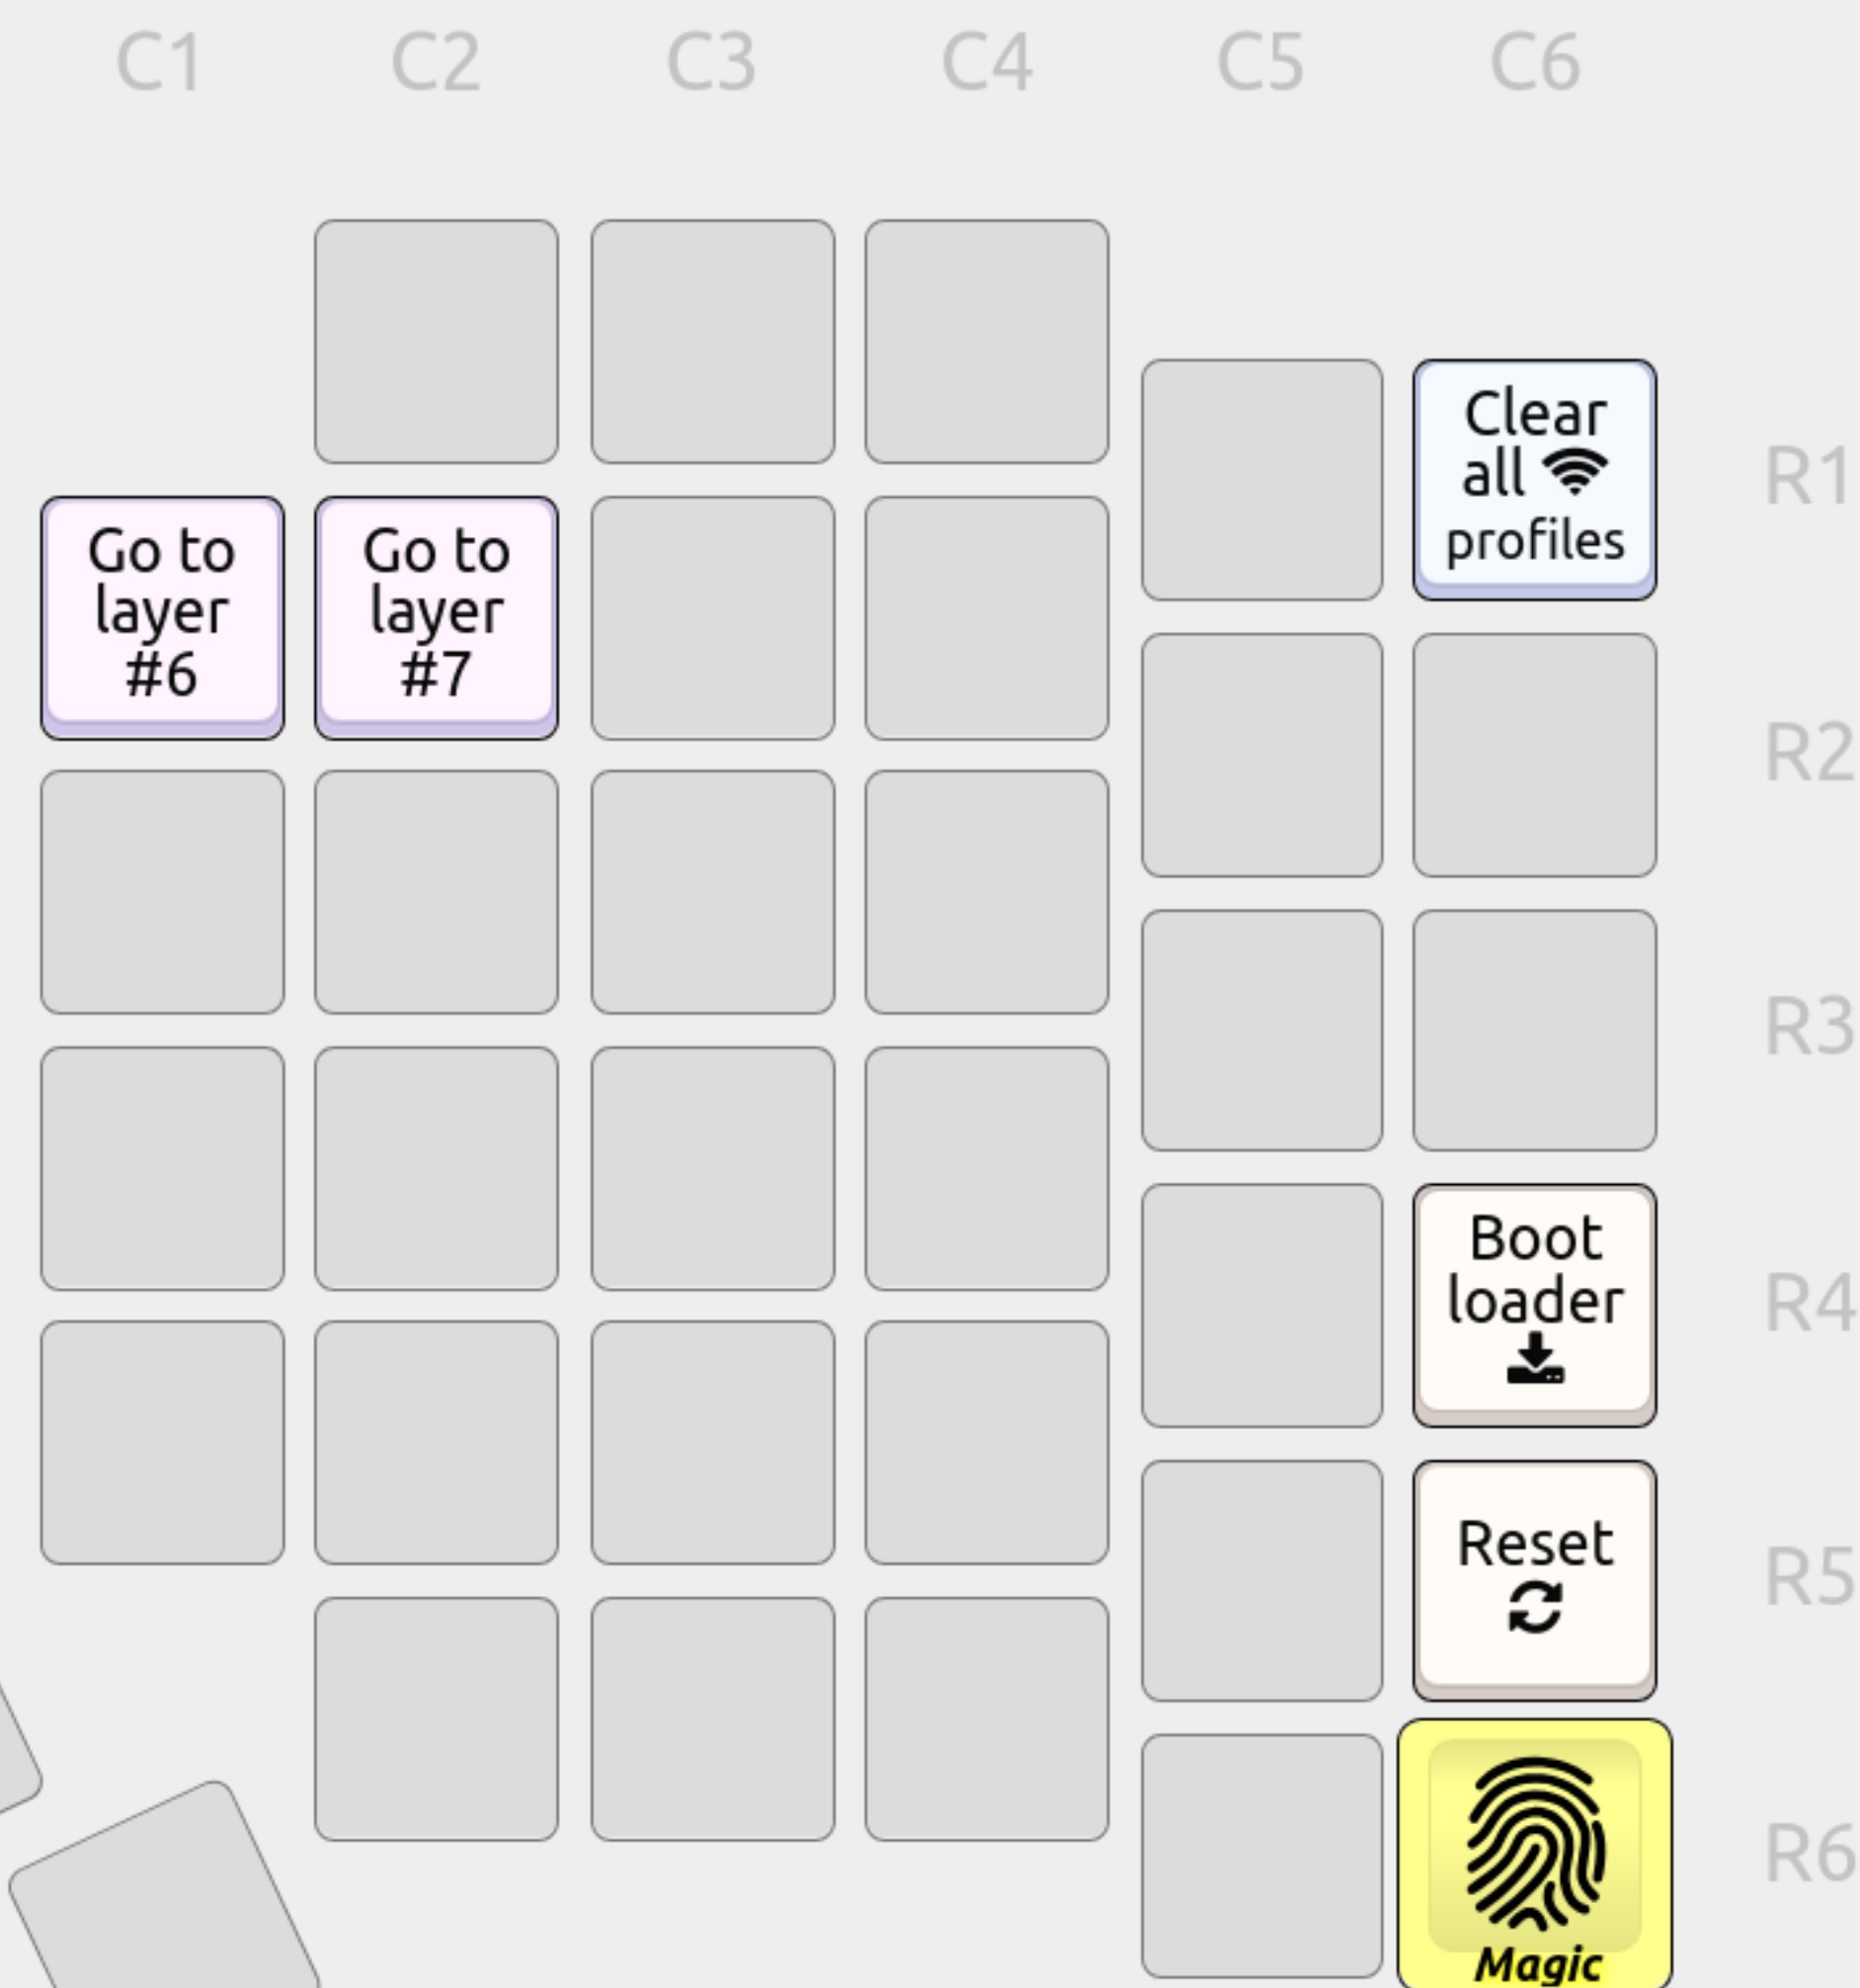 C1 C2 C3 C4 C5 C6
Clear
all
profiles
R1
Go to
layer
#6
Go to
layer
#7
R2
R3
Boot
loader
R4
Reset
R5
R6
Magic